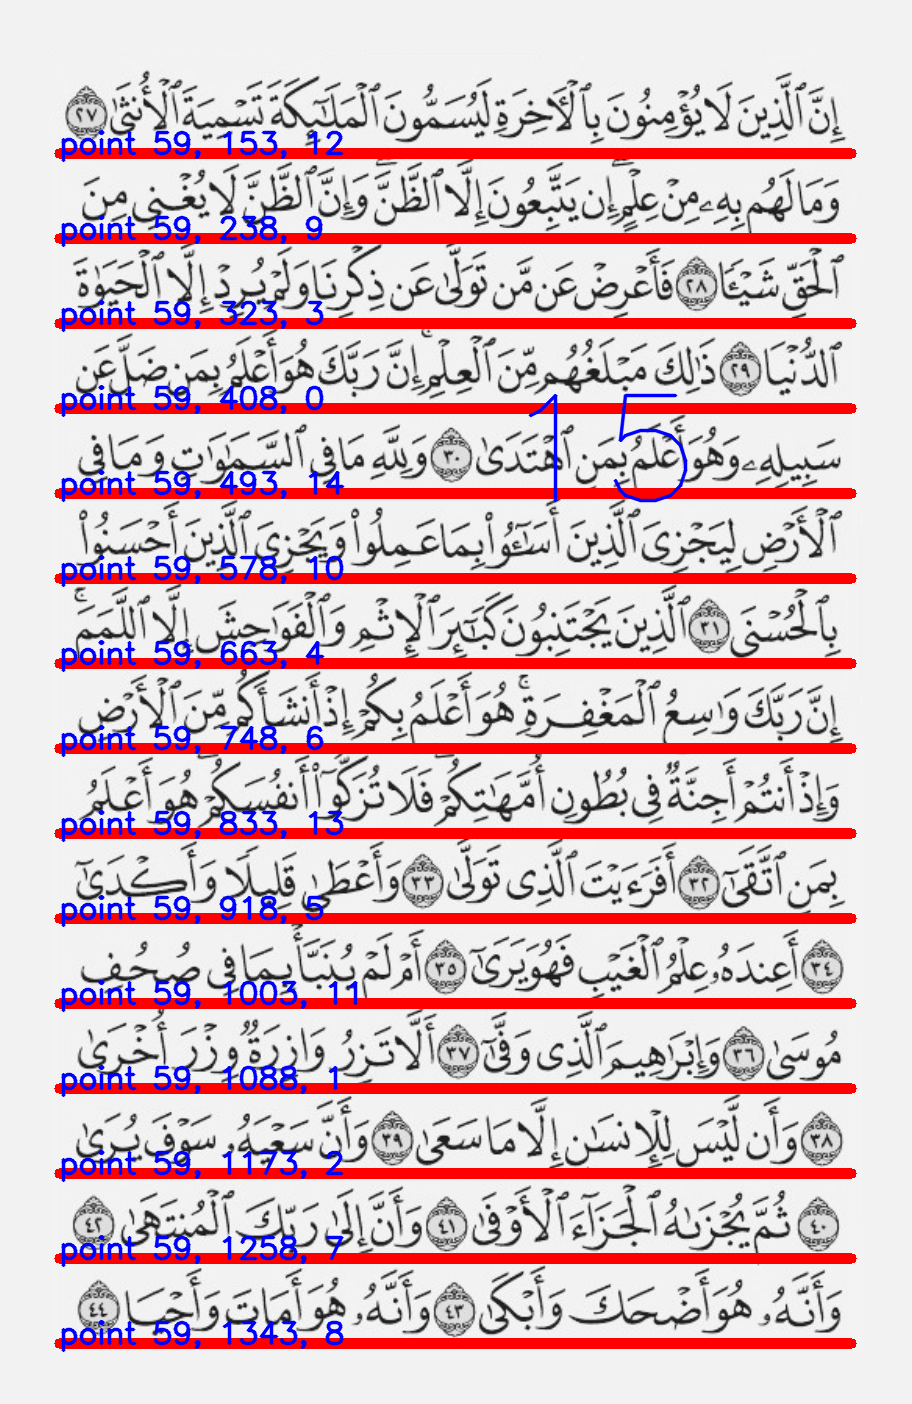 إِنَّ ٱلَّذِينَ لَا يُؤْمِنُونَ بِٱلْـَٔاخِرَةِ لَيُسَمُّونَ ٱلْمَلَـٰٓئِكَةَ تَسْمِيَةَ ٱلْأُنثَىٰ ٢٧
point 59, 153, 12
وَمَا لَهُم بِهِۦ مِنْ عِلْمٍ ۖ إِن يَتَّبِعُونَ إِلَّا ٱلظَّنَّ ۖ وَإِنَّ ٱلظَّنَّ لَا يُغْنِى مِنَ
point 59, 238, 9
ٱلْحَقِّ شَيْـًٔا ٢٨ فَأَعْرِضْ عَن مَّن تَوَلَّىٰ عَن ذِكْرِنَا وَلَمْ يُرِدْ إِلَّا ٱلْحَيَوٰةَ
point 59, 323, 3
ٱلدُّنْيَا ٢٩ ذَٰلِكَ مَبْلَغُهُم مِّنَ ٱلْعِلْمِ ۚ إِنَّ رَبَّكَ هُوَ أَعْلَمُ بِمَن ضَلَّ عَن
point 59, 408, 0
15
سَبِيلِهِۦ وَهُوَ أَعْلَمُ بِمَنِ ٱهْتَدَىٰ ٣٠ وَلِلَّهِ مَا فِى ٱلسَّمَـٰوَٰتِ وَمَا فِى
point 59, 493, 14
ٱلْأَرْضِ لِيَجْزِىَ ٱلَّذِينَ أَسَـٰٓـُٔوا۟ بِمَا عَمِلُوا۟ وَيَجْزِىَ ٱلَّذِينَ أَحْسَنُوا۟
point 59, 578, 10
بِٱلْحُسْنَى ٣١ ٱلَّذِينَ يَجْتَنِبُونَ كَبَـٰٓئِرَ ٱلْإِثْمِ وَٱلْفَوَٰحِشَ إِلَّا ٱللَّمَمَ ۚ
point 59, 663, 4
إِنَّ رَبَّكَ وَٰسِعُ ٱلْمَغْفِرَةِ ۚ هُوَ أَعْلَمُ بِكُمْ إِذْ أَنشَأَكُم مِّنَ ٱلْأَرْضِ
point 59, 748, 6
وَإِذْ أَنتُمْ أَجِنَّةٌ فِى بُطُونِ أُمَّهَـٰتِكُمْ ۖ فَلَا تُزَكُّوٓا۟ أَنفُسَكُمْ ۖ هُوَ أَعْلَمُ
point 59, 833, 13
بِمَنِ ٱتَّقَىٰٓ ٣٢ أَفَرَءَيْتَ ٱلَّذِى تَوَلَّىٰ ٣٣ وَأَعْطَىٰ قَلِيلًا وَأَكْدَىٰٓ
point 59, 918, 5
٣٤ أَعِندَهُۥ عِلْمُ ٱلْغَيْبِ فَهُوَ يَرَىٰٓ ٣٥ أَمْ لَمْ يُنَبَّأْ بِمَا فِى صُحُفِ
point 59, 1003, 11
مُوسَىٰ ٣٦ وَإِبْرَٰهِيمَ ٱلَّذِى وَفَّىٰٓ ٣٧ أَلَّا تَزِرُ وَازِرَةٌ وِزْرَ أُخْرَىٰ
point 59, 1088, 1
٣٨ وَأَن لَّيْسَ لِلْإِنسَـٰنِ إِلَّا مَا سَعَىٰ ٣٩ وَأَنَّ سَعْيَهُۥ سَوْفَ يُرَىٰ
point 59, 1173, 2
٤٠ ثُمَّ يُجْزَىٰهُ ٱلْجَزَآءَ ٱلْأَوْفَىٰ ٤١ وَأَنَّ إِلَىٰ رَبِّكَ ٱلْمُنتَهَىٰ ٤٢
point 59, 1258, 7
وَأَنَّهُۥ هُوَ أَضْحَكَ وَأَبْكَىٰ ٤٣ وَأَنَّهُۥ هُوَ أَمَاتَ وَأَحْيَا ٤٤
point 59, 1343, 8